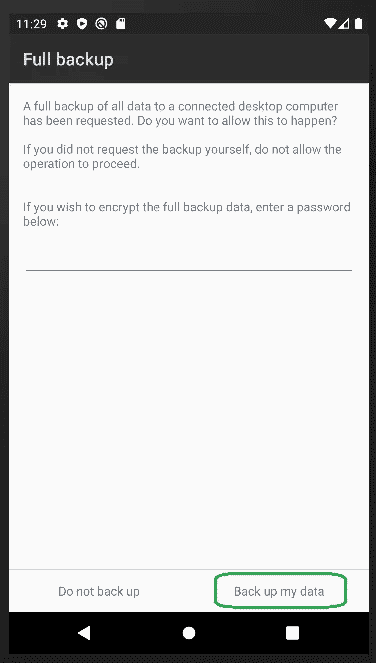 11:29
Full backup
A full backup of all data to a connected desktop computer
has been requested. Do you want to allow this to happen?
If you did not request the backup yourself, do not allow the
operation to proceed.
If you wish to encrypt the full backup data, enter a password
below:
Do not back up
Back up my data